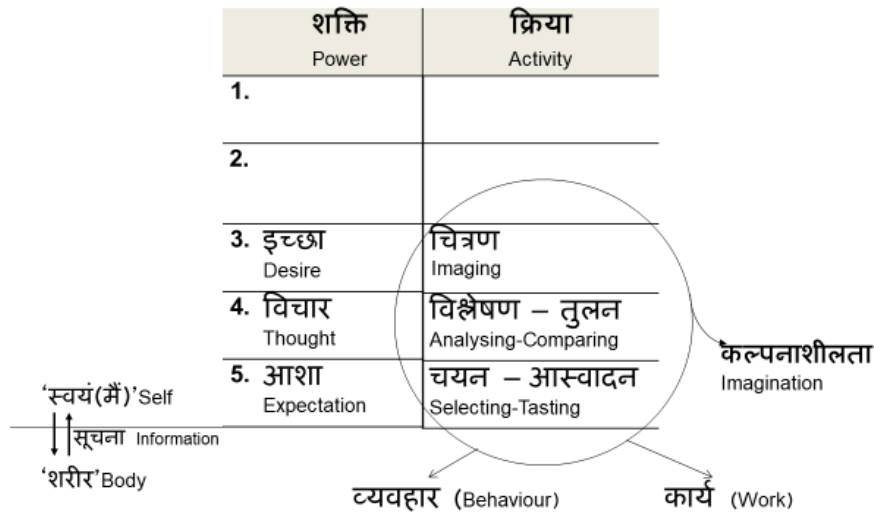 शक्ति क्रिया
Power Activity
1.
2.
3. इच्छा चित्रण
Desire Imaging
4. विचार विश्लेषण – तुलन
Thought Analysing-Comparing
कल्पनाशीलता
Imagination
5. आशा चयन – आस्वादन
Expectation Selecting-Tasting
‘स्वयं(मैं)’Self
सूचना Information
‘शरीर’Body
व्यवहार (Behaviour) कार्य (Work)